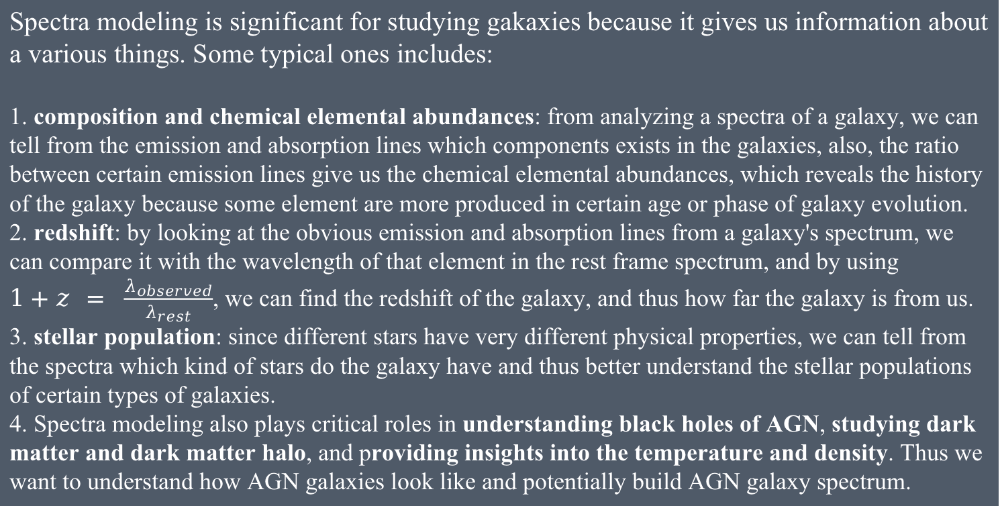 Spectra modeling is significant for studying gakaxies because it gives us information about
a various things. Some typical ones includes:
1. composition and chemical elemental abundances: from analyzing a spectra of a galaxy, we can
tell from the emission and absorption lines which components exists in the galaxies, also, the ratio
between certain emission lines give us the chemical elemental abundances, which reveals the history
of the galaxy because some element are more produced in certain age or phase of galaxy evolution.
2. redshift: by looking at the obvious emission and absorption lines from a galaxy's spectrum, we
can compare it with the wavelength of that element in the rest frame spectrum, and by using
1 + z = λobserved/λrest, we can find the redshift of the galaxy, and thus how far the galaxy is from us.
3. stellar population: since different stars have very different physical properties, we can tell from
the spectra which kind of stars do the galaxy have and thus better understand the stellar populations
of certain types of galaxies.
4. Spectra modeling also plays critical roles in understanding black holes of AGN, studying dark
matter and dark matter halo, and providing insights into the temperature and density. Thus we
want to understand how AGN galaxies look like and potentially build AGN galaxy spectrum.